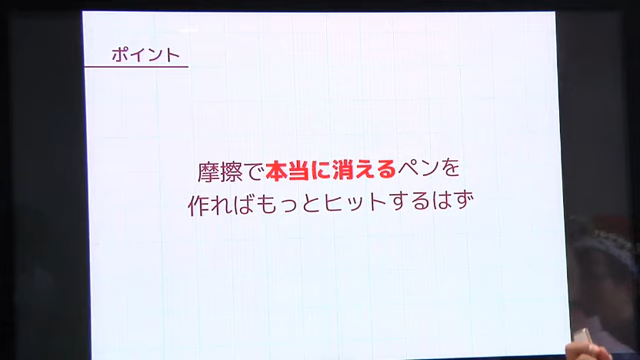 ポイント
摩擦で本当に消えるペンを
作ればもっとヒットするはず